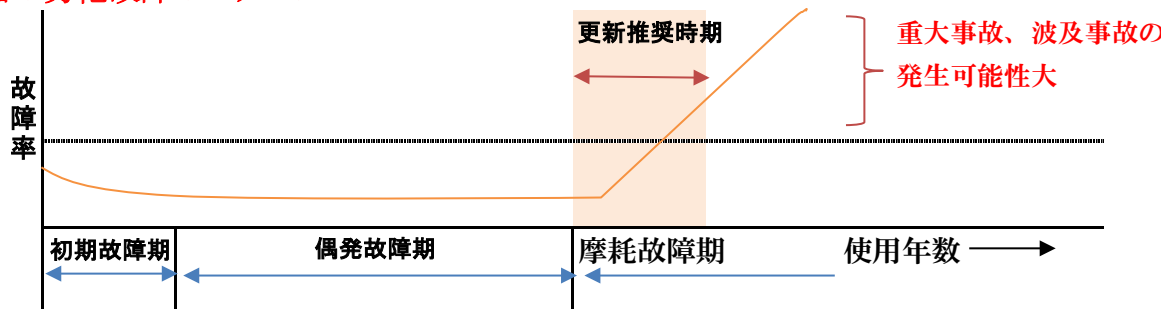 更新推奨時期
重大事故、波及事故の
発生可能性大
故障率
初期故障期
偶発故障期
摩耗故障期
使用年数